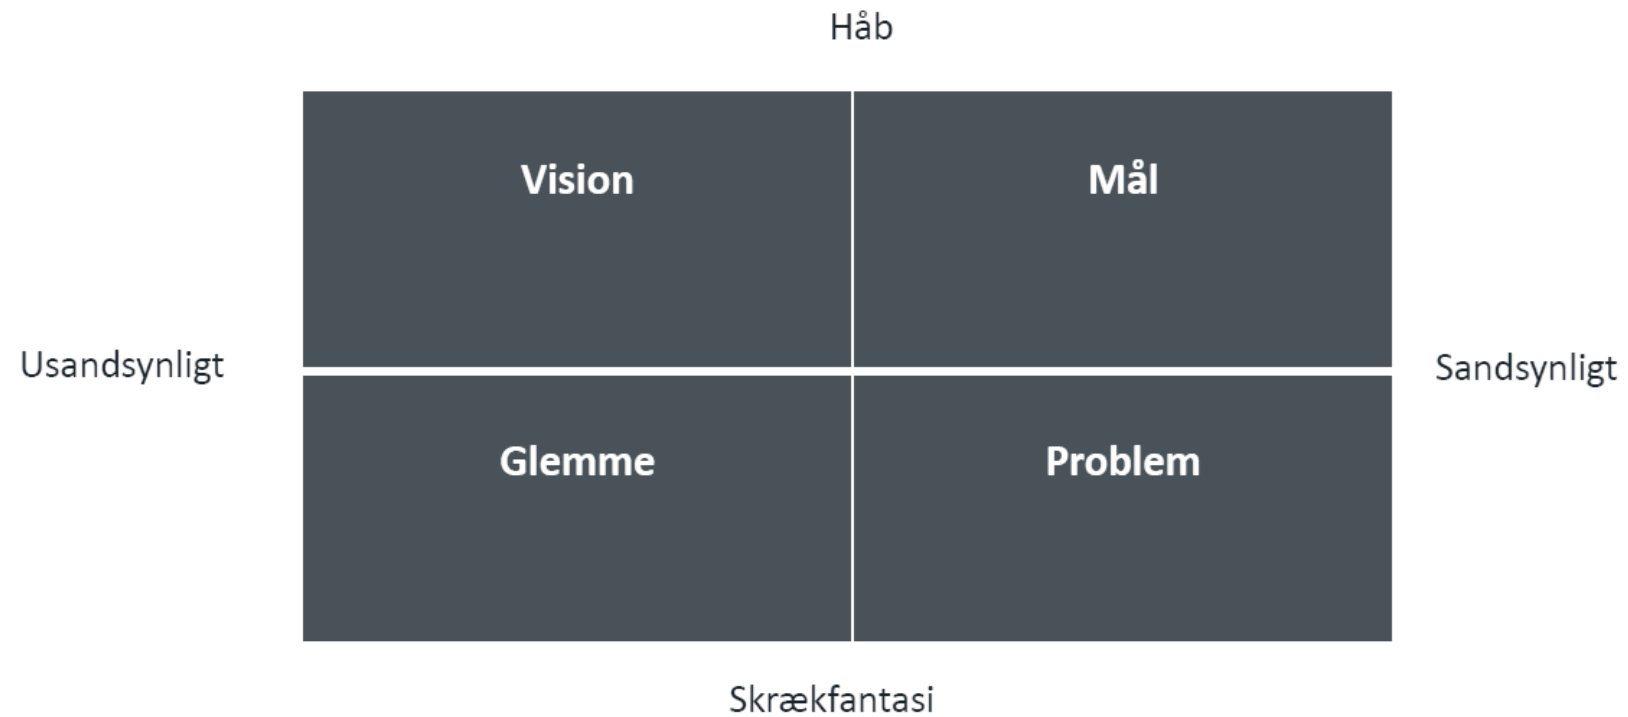 Håb
Vision
Mål
Usandsynligt
Sandsynligt
Glemme
Problem
Skrækfantasi